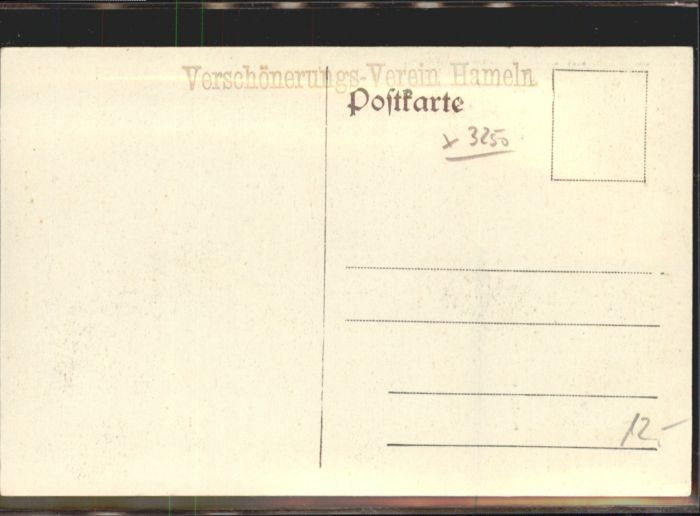 Verschönerungs-Verein Hameln
Postkarte
x 3250
12,-